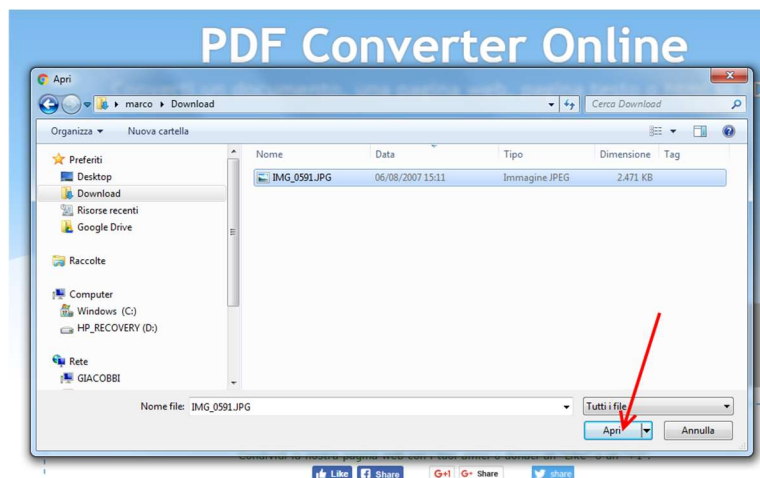 PDF Converter Online
Apri
marco ▸ Download
Cerca Download
Organizza
Nuova cartella
Preferiti
Desktop
Download
Risorse recenti
Google Drive
Raccolte
Computer
Windows (C:)
HP_RECOVERY (D:)
Rete
GIACOBBI
Nome Data Tipo Dimensione Tag
IMG_0591.JPG 06/08/2007 15:11 Immagine JPEG 2.471 KB
Nome file: IMG_0591.JPG
Tutti i file
Apri Annulla
Like Share G+1 G+ Share share